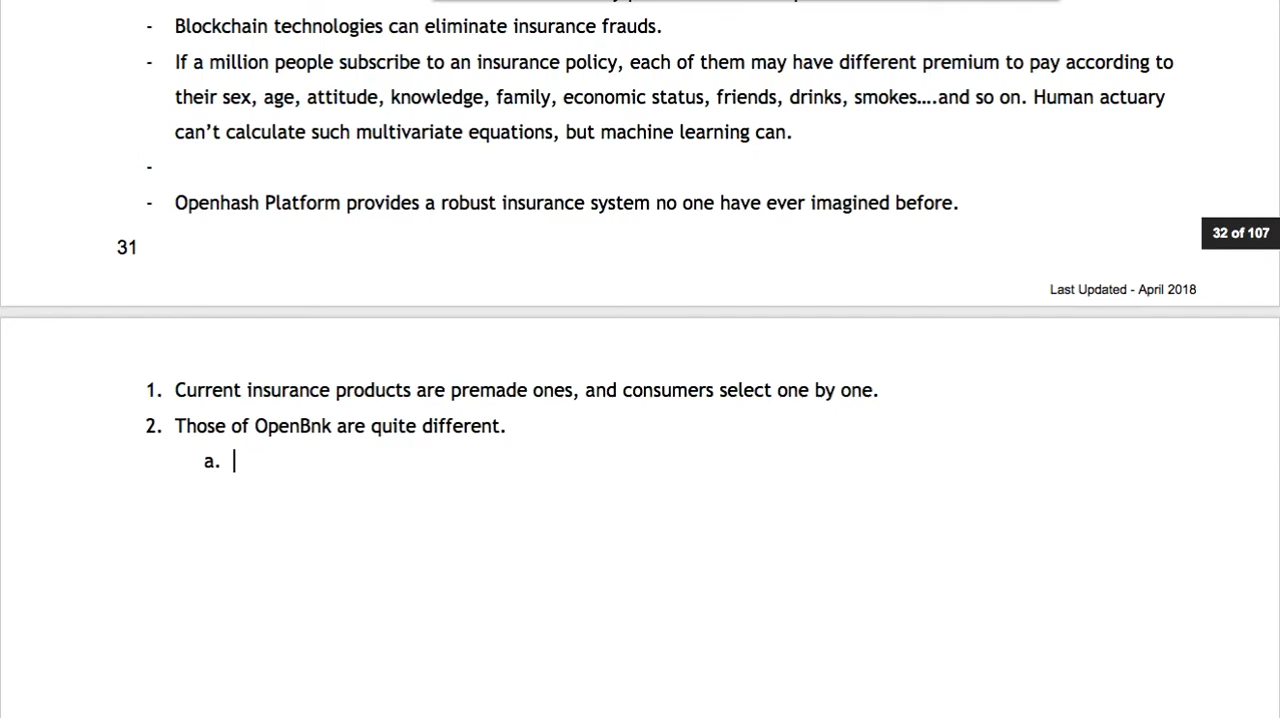 - Blockchain technologies can eliminate insurance frauds.
- If a million people subscribe to an insurance policy, each of them may have different premium to pay according to
their sex, age, attitude, knowledge, family, economic status, friends, drinks, smokes....and so on. Human actuary
can't calculate such multivariate equations, but machine learning can.
-
- Openhash Platform provides a robust insurance system no one have ever imagined before.
32 of 107
31
Last Updated - April 2018
1. Current insurance products are premade ones, and consumers select one by one.
2. Those of OpenBnk are quite different.
a.